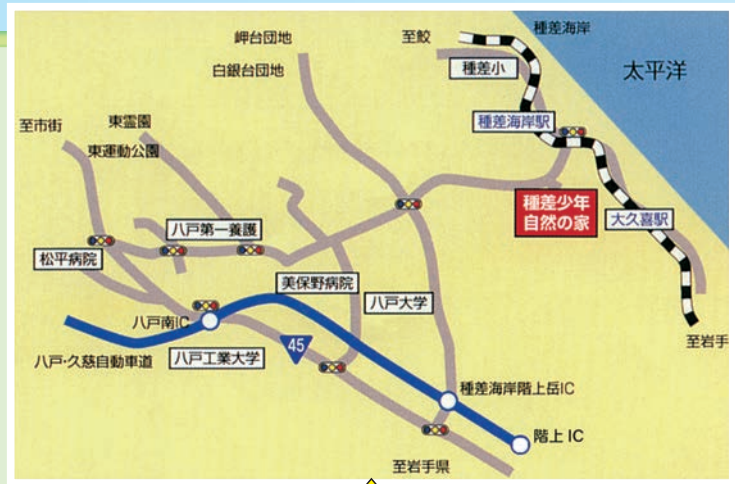 岬台団地
白銀台団地
至鮫
種差海岸
種差小
太平洋
至市街
東霊園
東運動公園
種差海岸駅
八戸第一養護
種差少年
自然の家
大久喜駅
松平病院
美保野病院
八戸大学
八戸南IC
八戸工業大学
45
八戸・久慈自動車道
至岩手
種差海岸階上岳IC
階上 IC
至岩手県